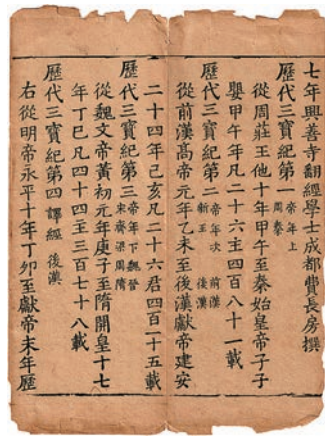 七年興善寺翻經學士成都費長房撰
歷代三寶紀第一 帝年上 周秦
從周莊王他十年甲午至秦始皇帝子子
嬰甲午年凡二十六主四百八十一載
歷代三寶紀第二 帝年次 前漢 新王 後漢
從前漢髙帝元年乙未至後漢獻帝建安
二十四年己亥凡二十六君四百二十五載
歷代三寶紀第三 帝年下魏晉 宋齊梁周隋
從魏文帝黃初元年庚子至隋開皇十七
年丁巳凡四十四主三百七十八載
歷代三寶紀第四 譯經 後漢
右從明帝永平十年丁卯至獻帝末年歷